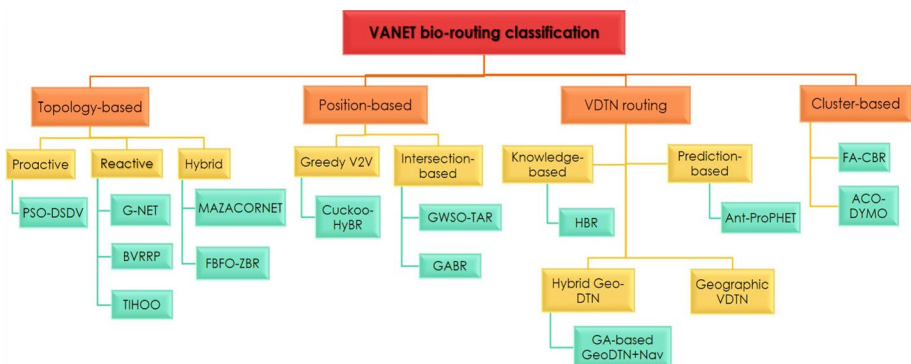 VANET bio-routing classification
Topology-based
Position-based
VDTN routing
Cluster-based
Proactive
Reactive
Hybrid
Greedy V2V
Intersection-
based
Knowledge-
based
Prediction-
based
FA-CBR
PSO-DSDV
G-NET
MAZACORNET
Cuckoo-
HyBR
GWSO-TAR
HBR
Ant-ProPHET
ACO-
DYMO
BVRRP
FBFO-ZBR
GABR
TIHOO
Hybrid Geo-
DTN
Geographic
VDTN
GA-based
GeoDTN+Nav